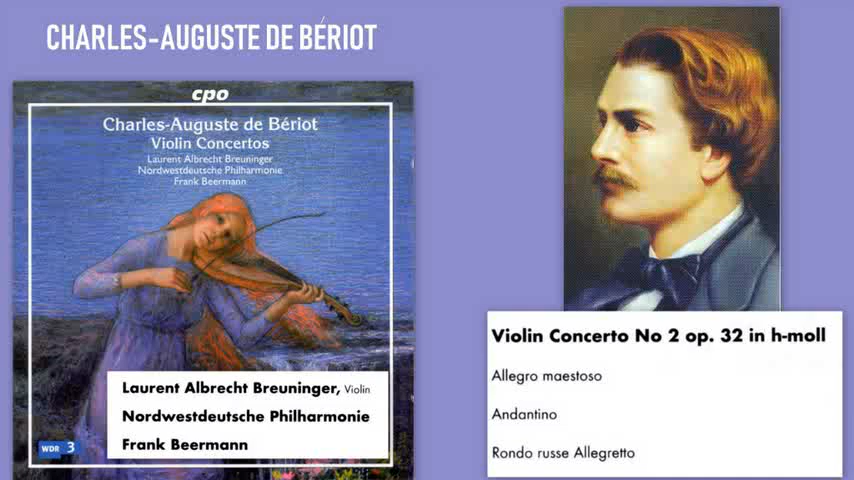 CHARLES-AUGUSTE DE BÉRIOT
cpo
Charles-Auguste de Bériot
Violin Concertos
Laurent Albrecht Breuninger
Nordwestdeutsche Philharmonie
Frank Beermann
Laurent Albrecht Breuninger, Violin
Nordwestdeutsche Philharmonie
Frank Beermann
WDR 3
Violin Concerto No 2 op. 32 in h-moll
Allegro maestoso
Andantino
Rondo russe Allegretto